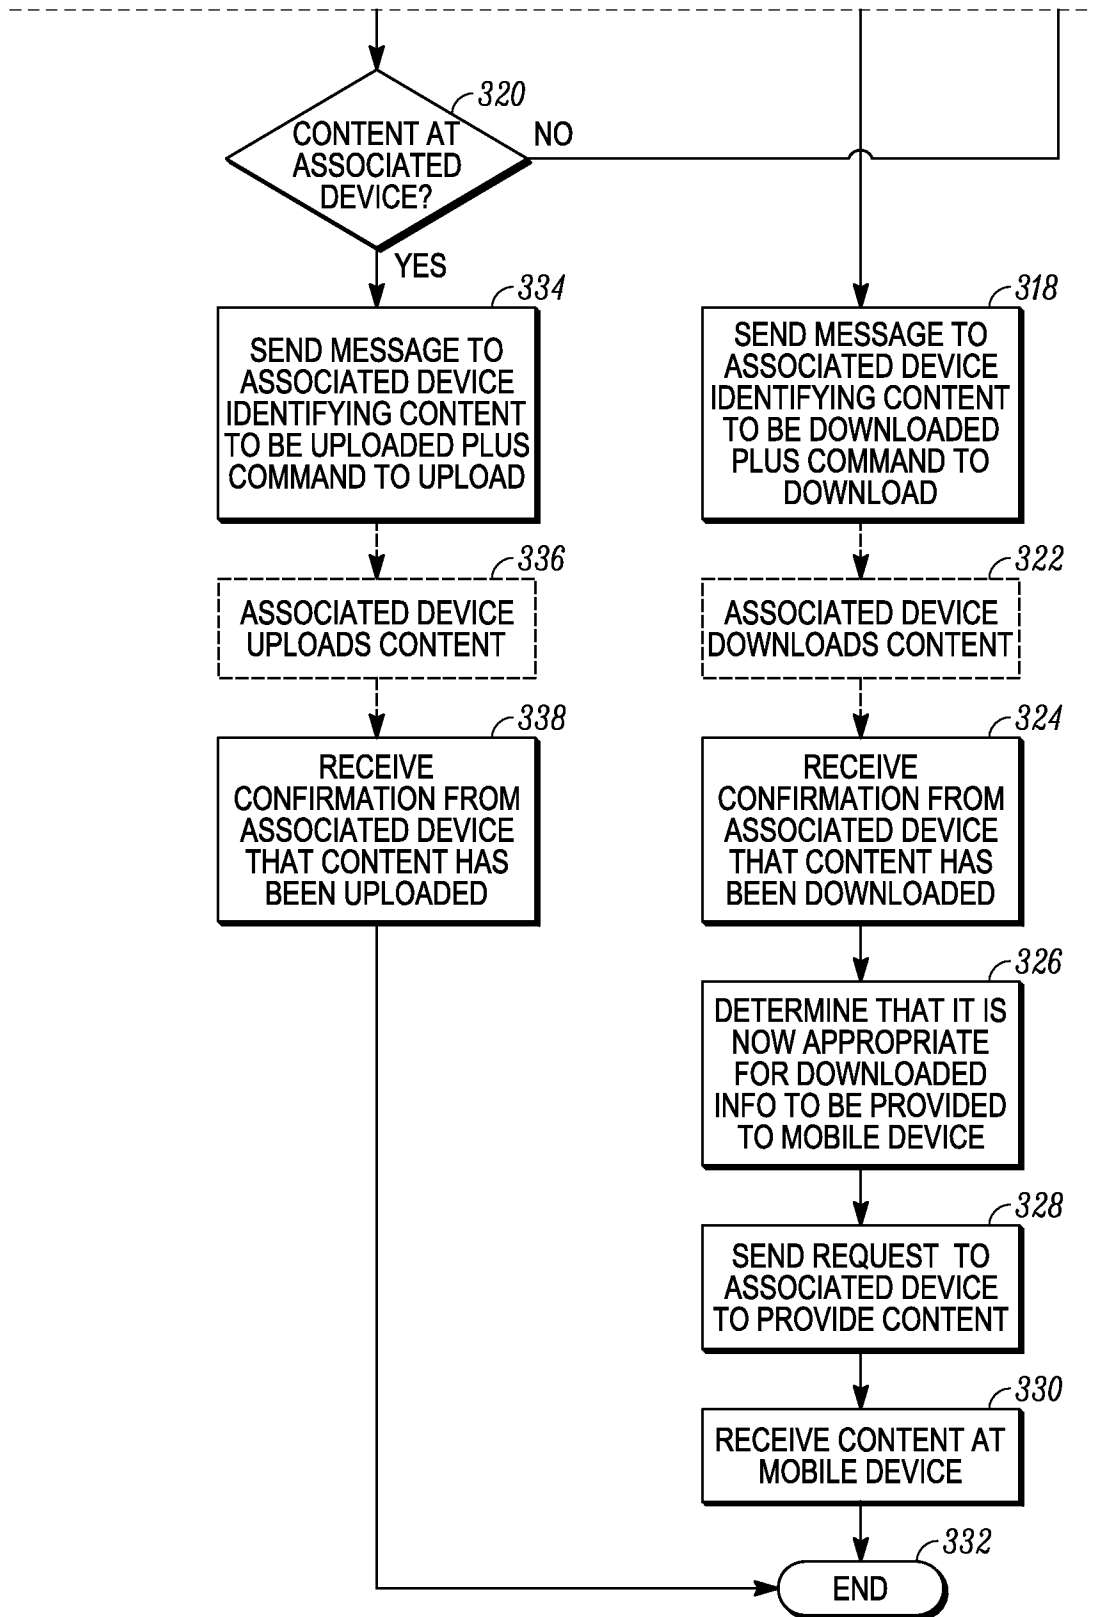 320
CONTENT AT
ASSOCIATED
DEVICE?
NO
YES
334
SEND MESSAGE TO
ASSOCIATED DEVICE
IDENTIFYING CONTENT
TO BE UPLOADED PLUS
COMMAND TO UPLOAD
336
ASSOCIATED DEVICE
UPLOADS CONTENT
338
RECEIVE
CONFIRMATION FROM
ASSOCIATED DEVICE
THAT CONTENT HAS
BEEN UPLOADED
318
SEND MESSAGE TO
ASSOCIATED DEVICE
IDENTIFYING CONTENT
TO BE DOWNLOADED
PLUS COMMAND TO
DOWNLOAD
322
ASSOCIATED DEVICE
DOWNLOADS CONTENT
324
RECEIVE
CONFIRMATION FROM
ASSOCIATED DEVICE
THAT CONTENT HAS
BEEN DOWNLOADED
326
DETERMINE THAT IT IS
NOW APPROPRIATE
FOR DOWNLOADED
INFO TO BE PROVIDED
TO MOBILE DEVICE
328
SEND REQUEST TO
ASSOCIATED DEVICE
TO PROVIDE CONTENT
330
RECEIVE CONTENT AT
MOBILE DEVICE
332
END